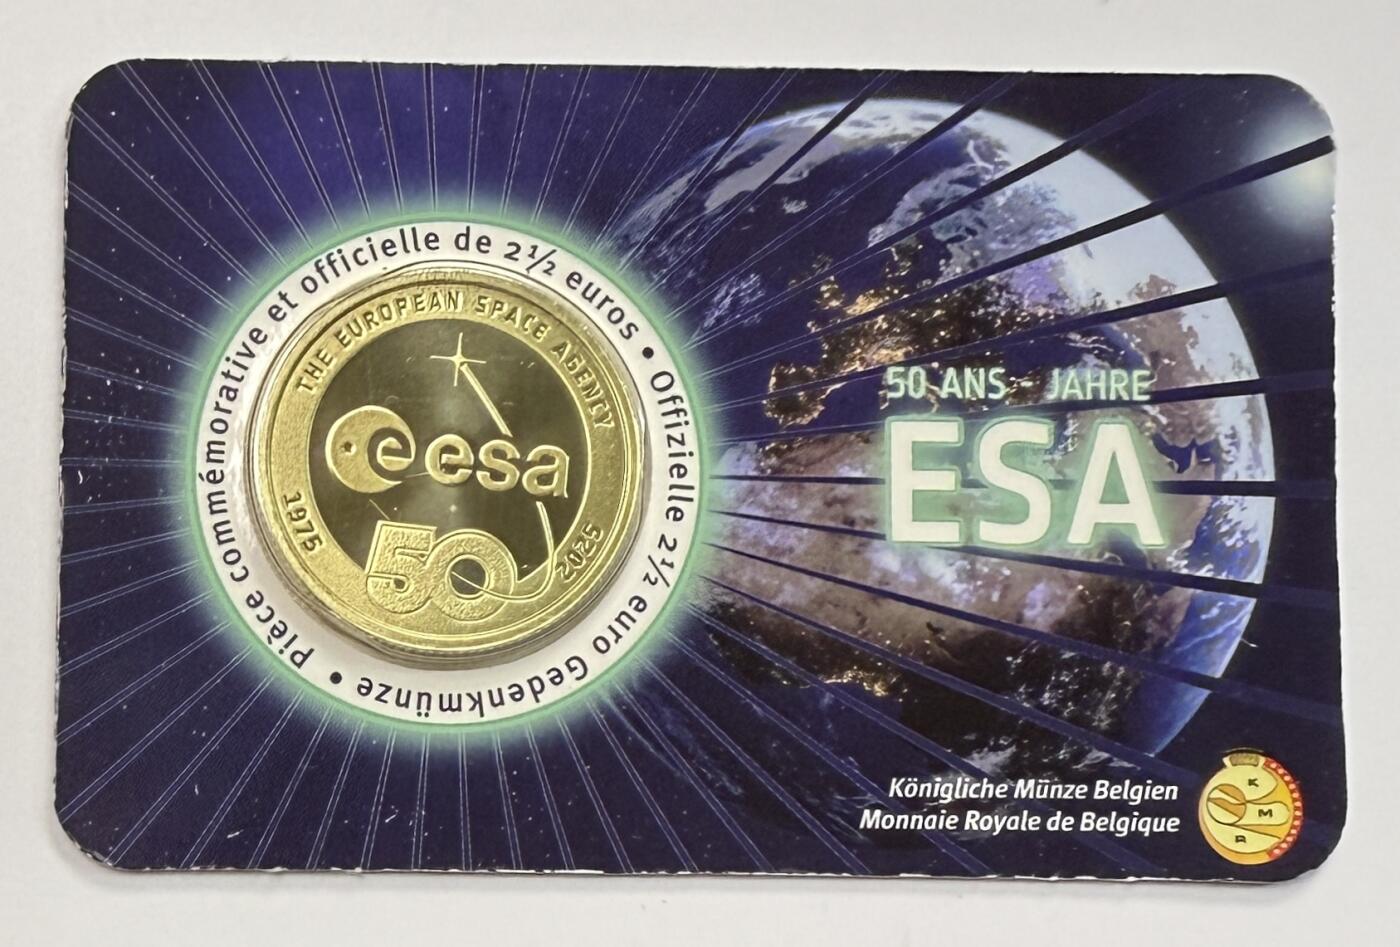 Pièce commémorative et officielle de 2½ euros • Offizielle 2½ euro Gedenkmünze •
THE EUROPEAN SPACE AGENCY
esa
1975
2025
50
50 ANS - JAHRE
ESA
Königliche Münze Belgien
Monnaie Royale de Belgique
K
M
B